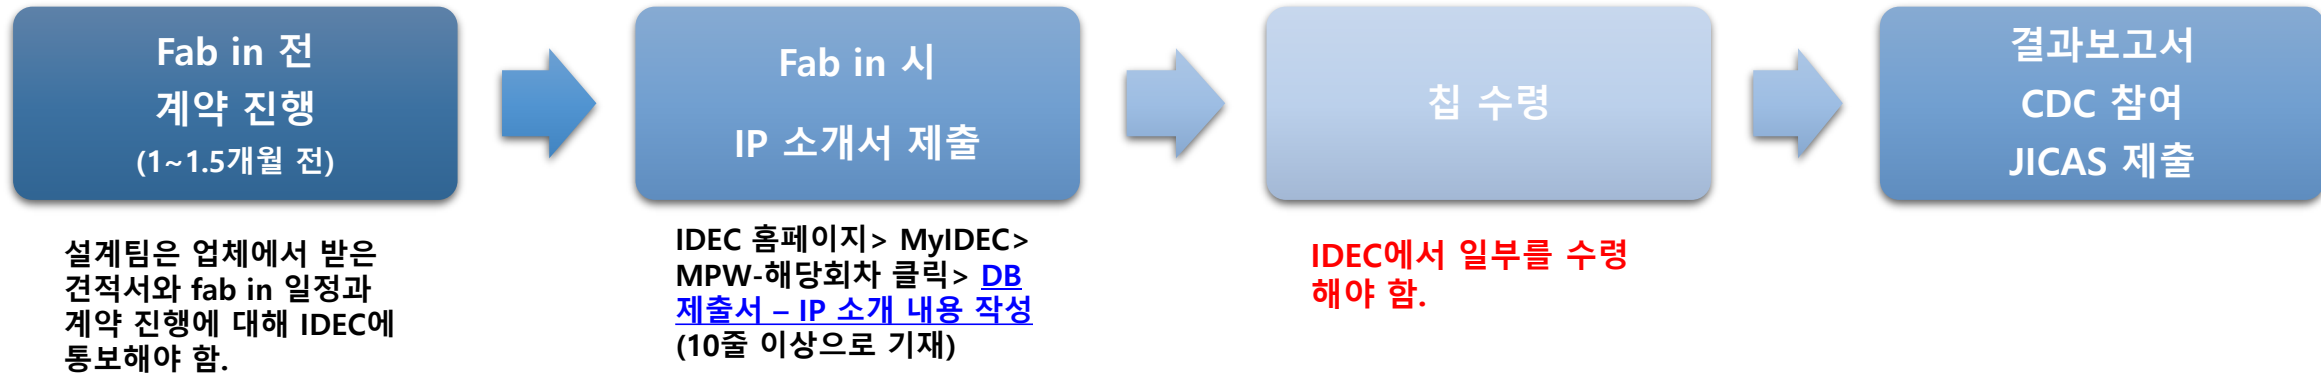 Fab in 전
계약 진행
(1~1.5개월 전)
설계팀은 업체에서 받은
견적서와 fab in 일정과
계약 진행에 대해 IDEC에
통보해야 함.
Fab in 시
IP 소개서 제출
IDEC 홈페이지> MyIDEC>
MPW-해당회차 클릭> DB
제출서 – IP 소개 내용 작성
(10줄 이상으로 기재)
칩 수령
IDEC에서 일부를 수령
해야 함.
결과보고서
CDC 참여
JICAS 제출